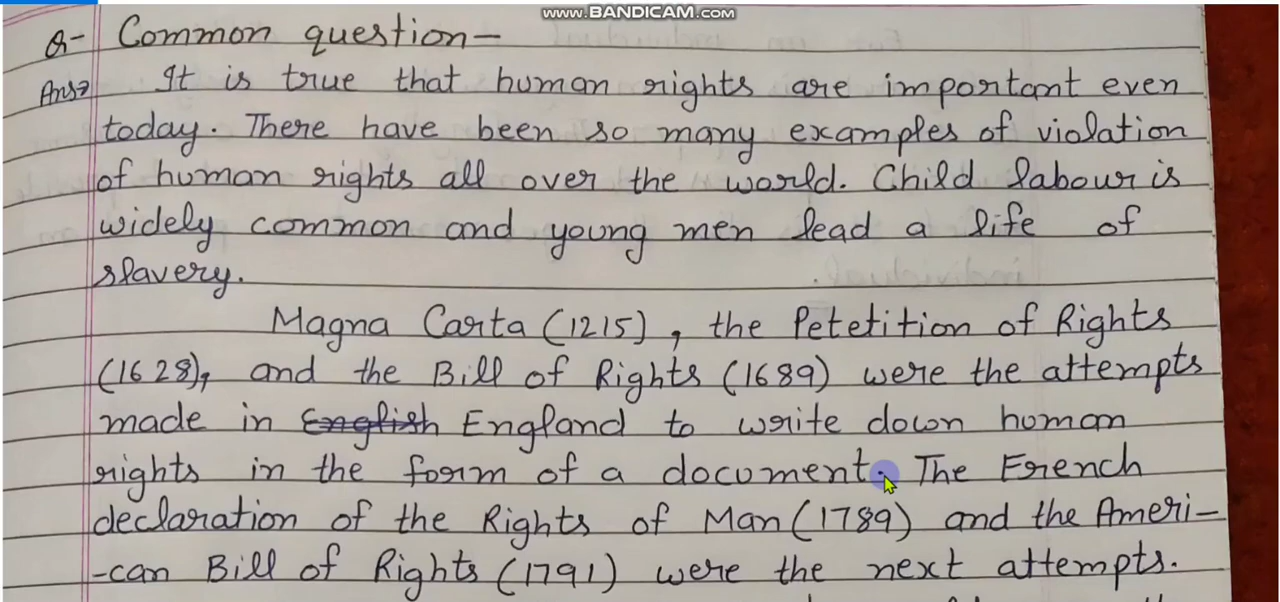 www.BANDICAM.com
Q- Common question-
Ans→ It is true that human rights are important even
today. There have been so many examples of violation
of human rights all over the world. Child labour is
widely common and young men lead a life of
slavery.
Magna Carta (1215), the Petetition of Rights
(1628), and the Bill of Rights (1689) were the attempts
made in English England to write down human
rights in the form of a document. The French
declaration of the Rights of Man (1789) and the Ameri-
-can Bill of Rights (1791) were the next attempts.